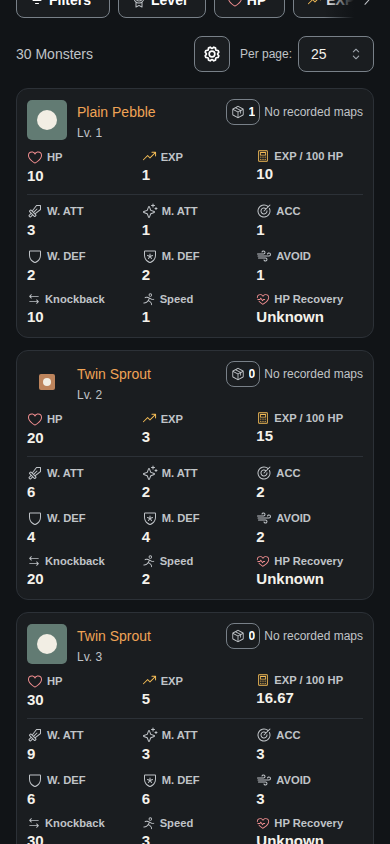 Filters Level HP EXP
30 Monsters Per page: 25
Plain Pebble 1 No recorded maps
Lv. 1
HP EXP EXP / 100 HP
10 1 10
W. ATT M. ATT ACC
3 1 1
W. DEF M. DEF AVOID
2 2 1
Knockback Speed HP Recovery
10 1 Unknown
Twin Sprout 0 No recorded maps
Lv. 2
HP EXP EXP / 100 HP
20 3 15
W. ATT M. ATT ACC
6 2 2
W. DEF M. DEF AVOID
4 4 2
Knockback Speed HP Recovery
20 2 Unknown
Twin Sprout 0 No recorded maps
Lv. 3
HP EXP EXP / 100 HP
30 5 16.67
W. ATT M. ATT ACC
9 3 3
W. DEF M. DEF AVOID
6 6 3
Knockback Speed HP Recovery
30 3 Unknown